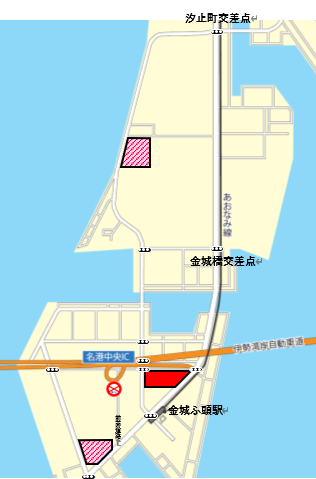 汐止町交差点↵
あおなみ線
金城橋交差点↵
伊勢湾岸自動車道
名港中央IC
金城ふ頭駅↵